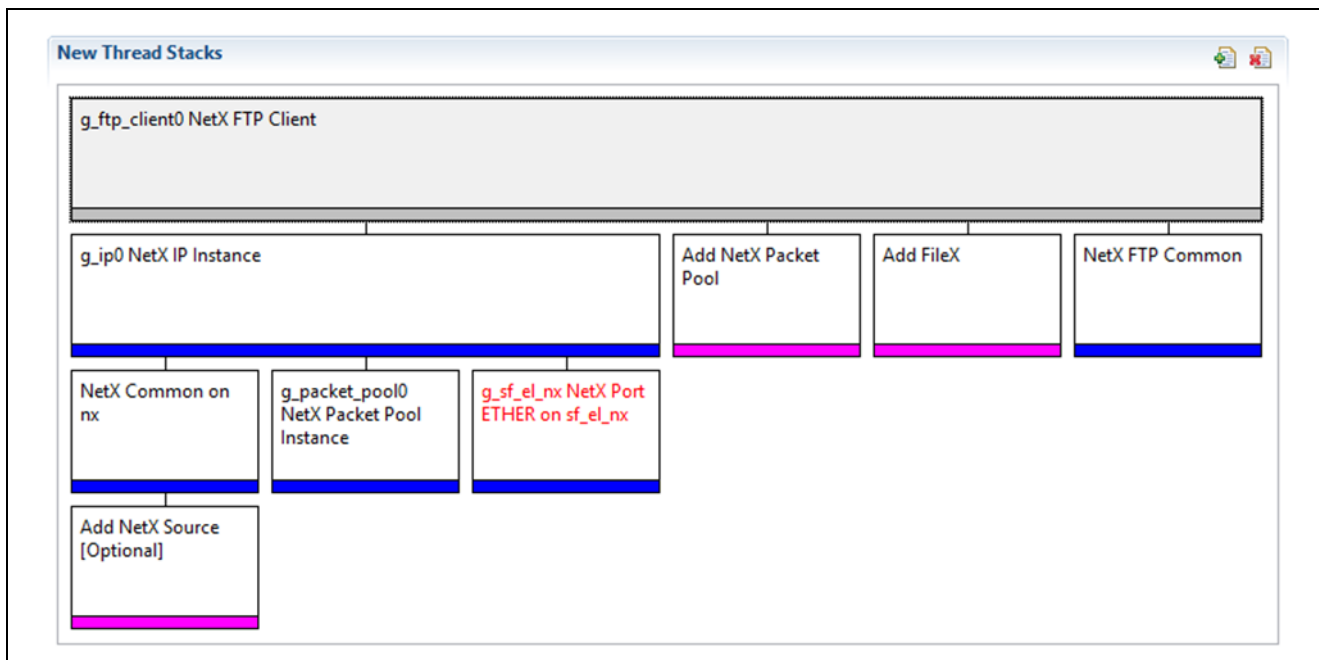 New Thread Stacks
g_ftp_client0 NetX FTP Client
g_ip0 NetX IP Instance
Add NetX Packet
Pool
Add FileX
NetX FTP Common
NetX Common on
nx
g_packet_pool0
NetX Packet Pool
Instance
g_sf_el_nx NetX Port
ETHER on sf_el_nx
Add NetX Source
[Optional]